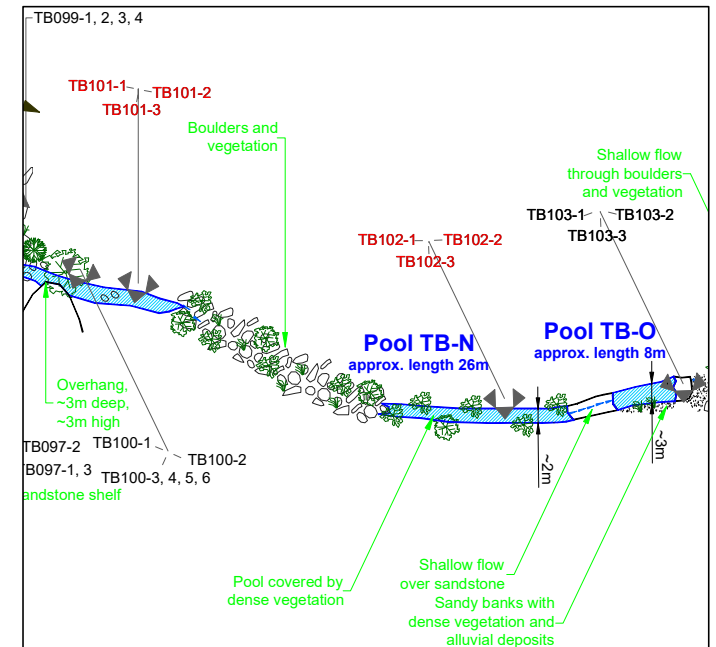 TB099-1, 2, 3, 4
TB101-1
TB101-2
TB101-3
Boulders and
vegetation
Shallow flow
through boulders
and vegetation
TB103-1
TB103-2
TB103-3
TB102-1
TB102-2
TB102-3
Pool TB-N
approx. length 26m
Pool TB-O
approx. length 8m
Overhang,
~3m deep,
~3m high
TB097-2
TB097-1, 3
andstone shelf
TB100-1
TB100-2
TB100-3, 4, 5, 6
~2m
~3m
Pool covered by
dense vegetation
Shallow flow
over sandstone
Sandy banks with
dense vegetation and
alluvial deposits